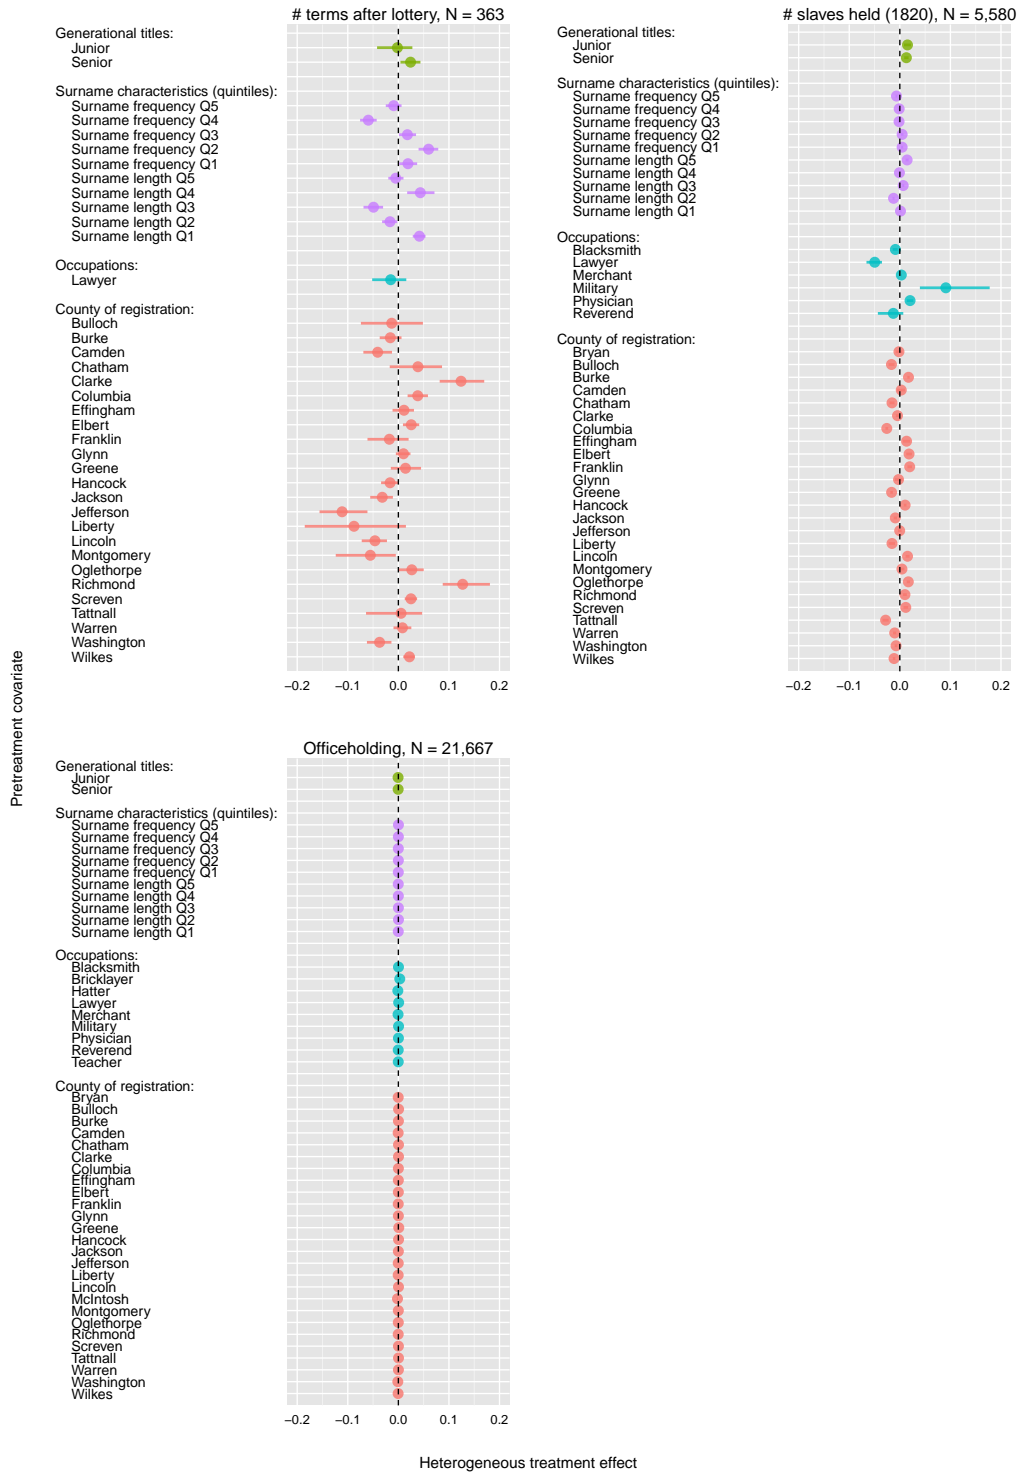 # terms after lottery, N = 363
Generational titles:
Junior
Senior
Surname characteristics (quintiles):
Surname frequency Q5
Surname frequency Q4
Surname frequency Q3
Surname frequency Q2
Surname frequency Q1
Surname length Q5
Surname length Q4
Surname length Q3
Surname length Q2
Surname length Q1
Occupations:
Lawyer
County of registration:
Bulloch
Burke
Camden
Chatham
Clarke
Columbia
Effingham
Elbert
Franklin
Glynn
Greene
Hancock
Jackson
Jefferson
Liberty
Lincoln
Montgomery
Oglethorpe
Richmond
Screven
Tattnall
Warren
Washington
Wilkes
−0.2 −0.1 0.0 0.1 0.2
# slaves held (1820), N = 5,580
Generational titles:
Junior
Senior
Surname characteristics (quintiles):
Surname frequency Q5
Surname frequency Q4
Surname frequency Q3
Surname frequency Q2
Surname frequency Q1
Surname length Q5
Surname length Q4
Surname length Q3
Surname length Q2
Surname length Q1
Occupations:
Blacksmith
Lawyer
Merchant
Military
Physician
Reverend
County of registration:
Bryan
Bulloch
Burke
Camden
Chatham
Clarke
Columbia
Effingham
Elbert
Franklin
Glynn
Greene
Hancock
Jackson
Jefferson
Liberty
Lincoln
Montgomery
Oglethorpe
Richmond
Screven
Tattnall
Warren
Washington
Wilkes
−0.2 −0.1 0.0 0.1 0.2
Pretreatment covariate
Officeholding, N = 21,667
Generational titles:
Junior
Senior
Surname characteristics (quintiles):
Surname frequency Q5
Surname frequency Q4
Surname frequency Q3
Surname frequency Q2
Surname frequency Q1
Surname length Q5
Surname length Q4
Surname length Q3
Surname length Q2
Surname length Q1
Occupations:
Blacksmith
Bricklayer
Hatter
Lawyer
Merchant
Military
Physician
Reverend
Teacher
County of registration:
Bryan
Bulloch
Burke
Camden
Chatham
Clarke
Columbia
Effingham
Elbert
Franklin
Glynn
Greene
Hancock
Jackson
Jefferson
Liberty
Lincoln
McIntosh
Montgomery
Oglethorpe
Richmond
Screven
Tattnall
Warren
Washington
Wilkes
−0.2 −0.1 0.0 0.1 0.2
Heterogeneous treatment effect